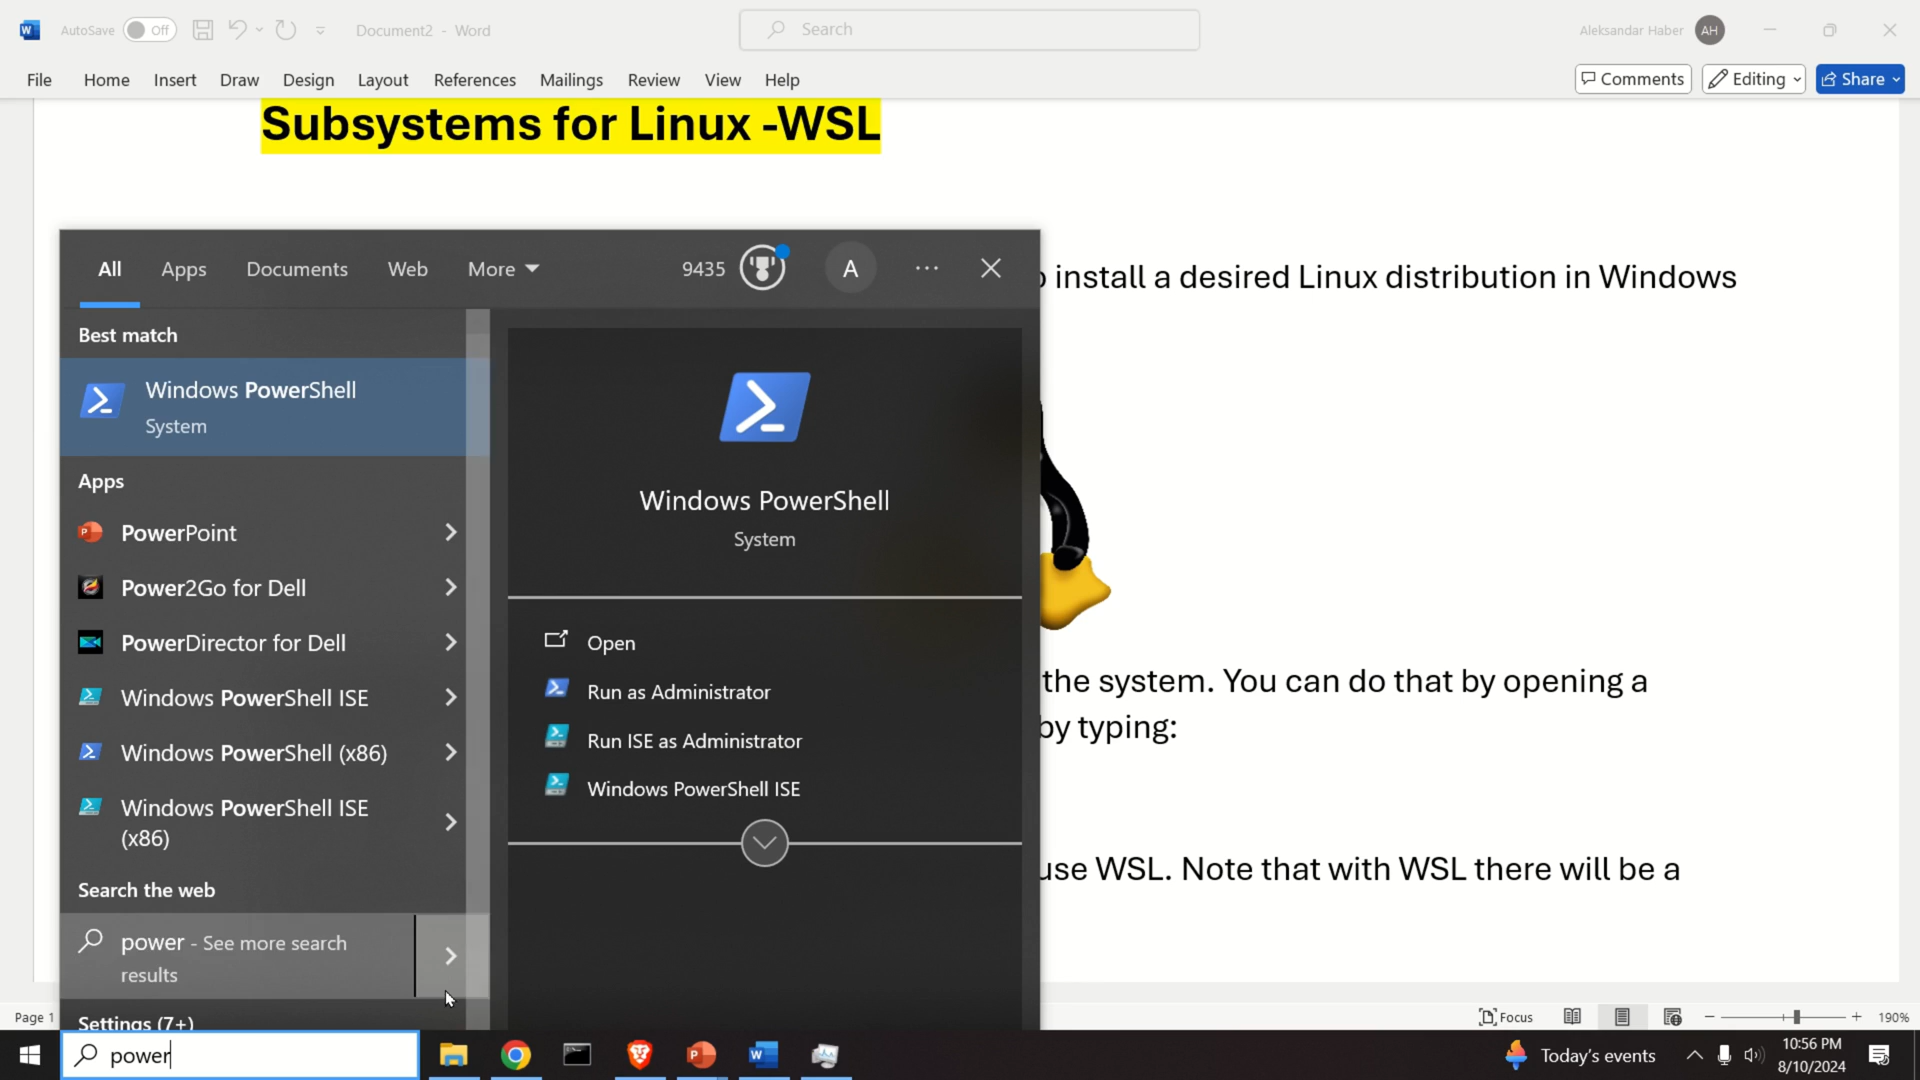 AutoSave Off Document2 - Word Search Aleksandar Haber AH
File Home Insert Draw Design Layout References Mailings Review View Help Comments Editing Share
Subsystems for Linux -WSL
install a desired Linux distribution in Windows
the system. You can do that by opening a
by typing:
use WSL. Note that with WSL there will be a
All Apps Documents Web More 9435 A
Best match
Windows PowerShell
System
Apps
PowerPoint
Power2Go for Dell
PowerDirector for Dell
Windows PowerShell ISE
Windows PowerShell (x86)
Windows PowerShell ISE
(x86)
Search the web
power - See more search
results
Settings (7+)
Windows PowerShell
System
Open
Run as Administrator
Run ISE as Administrator
Windows PowerShell ISE
Page 1 Focus 190%
power Today's events 10:56 PM
8/10/2024